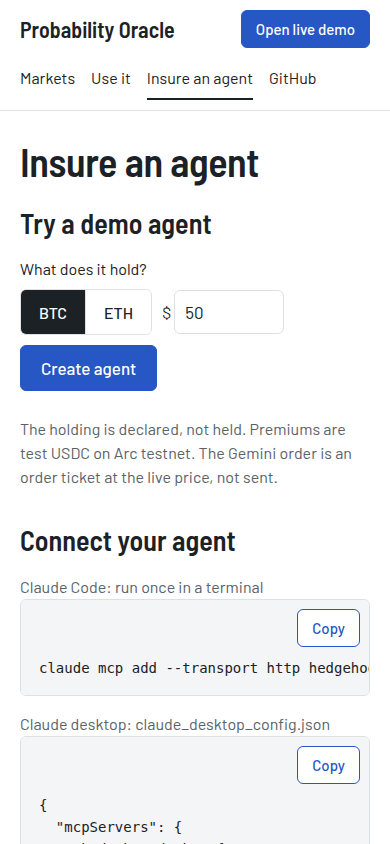 Probability Oracle
Open live demo
Markets Use it Insure an agent GitHub
Insure an agent
Try a demo agent
What does it hold?
BTC ETH $ 50
Create agent
The holding is declared, not held. Premiums are
test USDC on Arc testnet. The Gemini order is an
order ticket at the live price, not sent.
Connect your agent
Claude Code: run once in a terminal
Copy
claude mcp add --transport http
Claude desktop: claude_desktop_config.json
Copy
{
"mcpServers": {